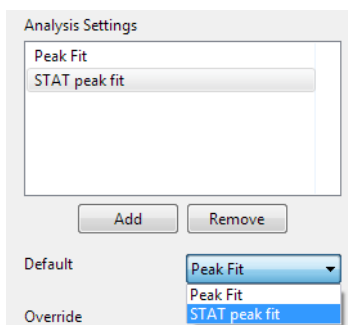 Analysis Settings
Peak Fit
STAT peak fit
Add Remove
Default Peak Fit
Peak Fit
Override STAT peak fit